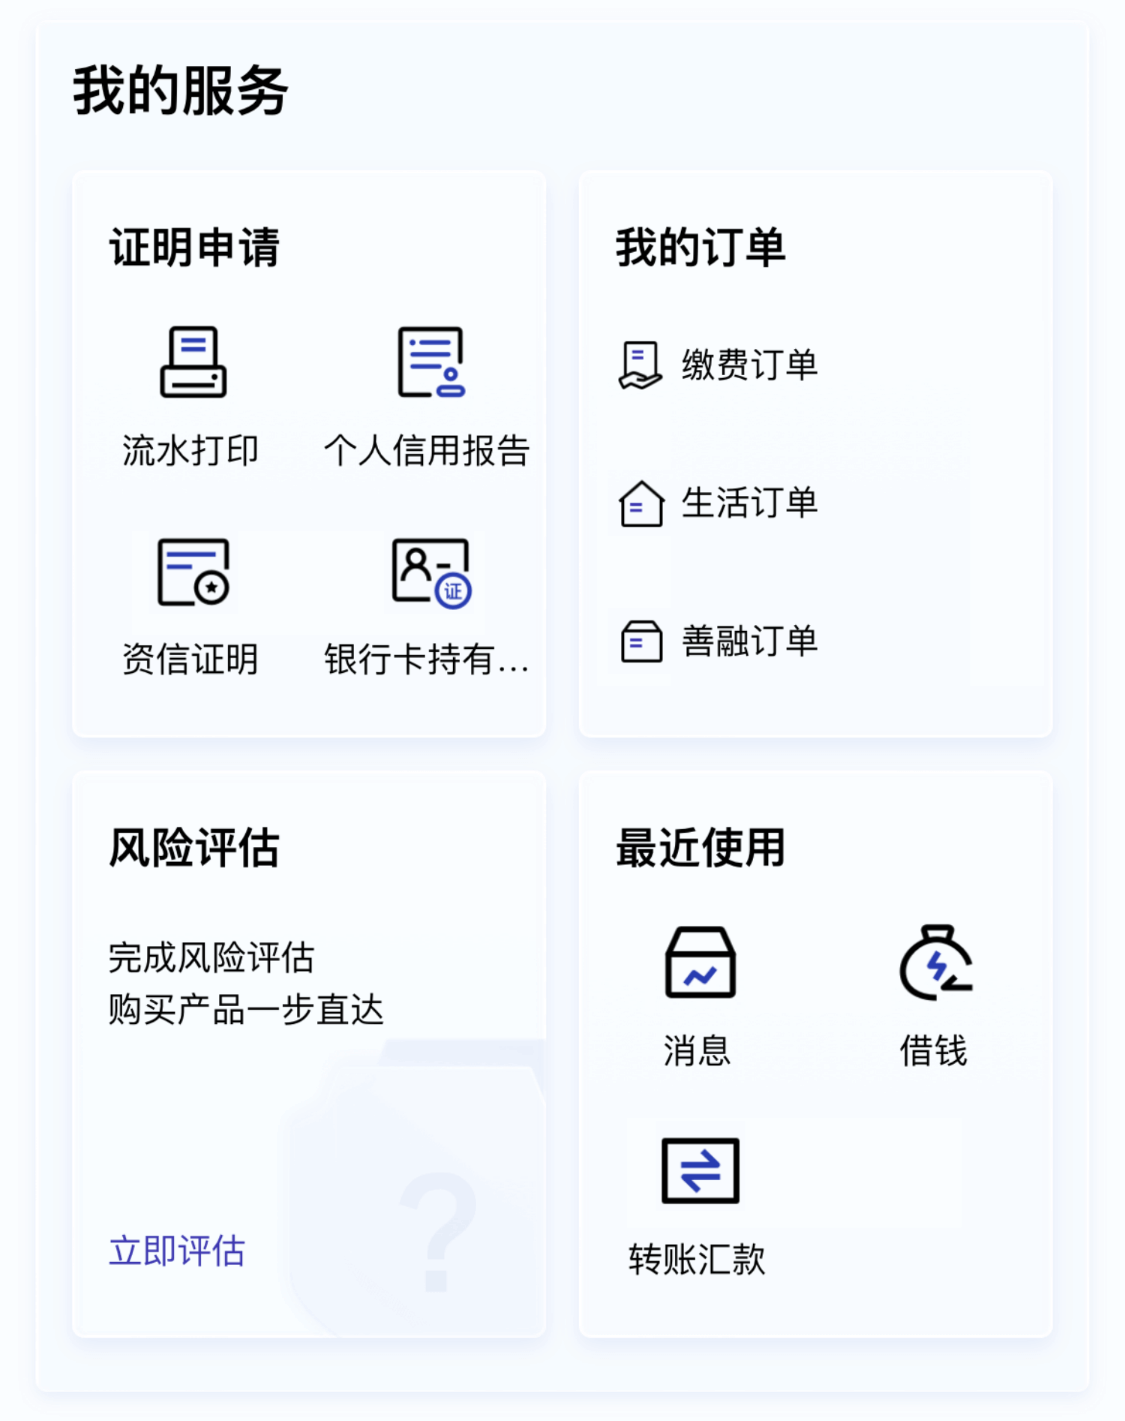 我的服务
证明申请
流水打印
个人信用报告
资信证明
证
银行卡持有...
我的订单
缴费订单
生活订单
善融订单
风险评估
完成风险评估
购买产品一步直达
?
立即评估
最近使用
消息
借钱
转账汇款